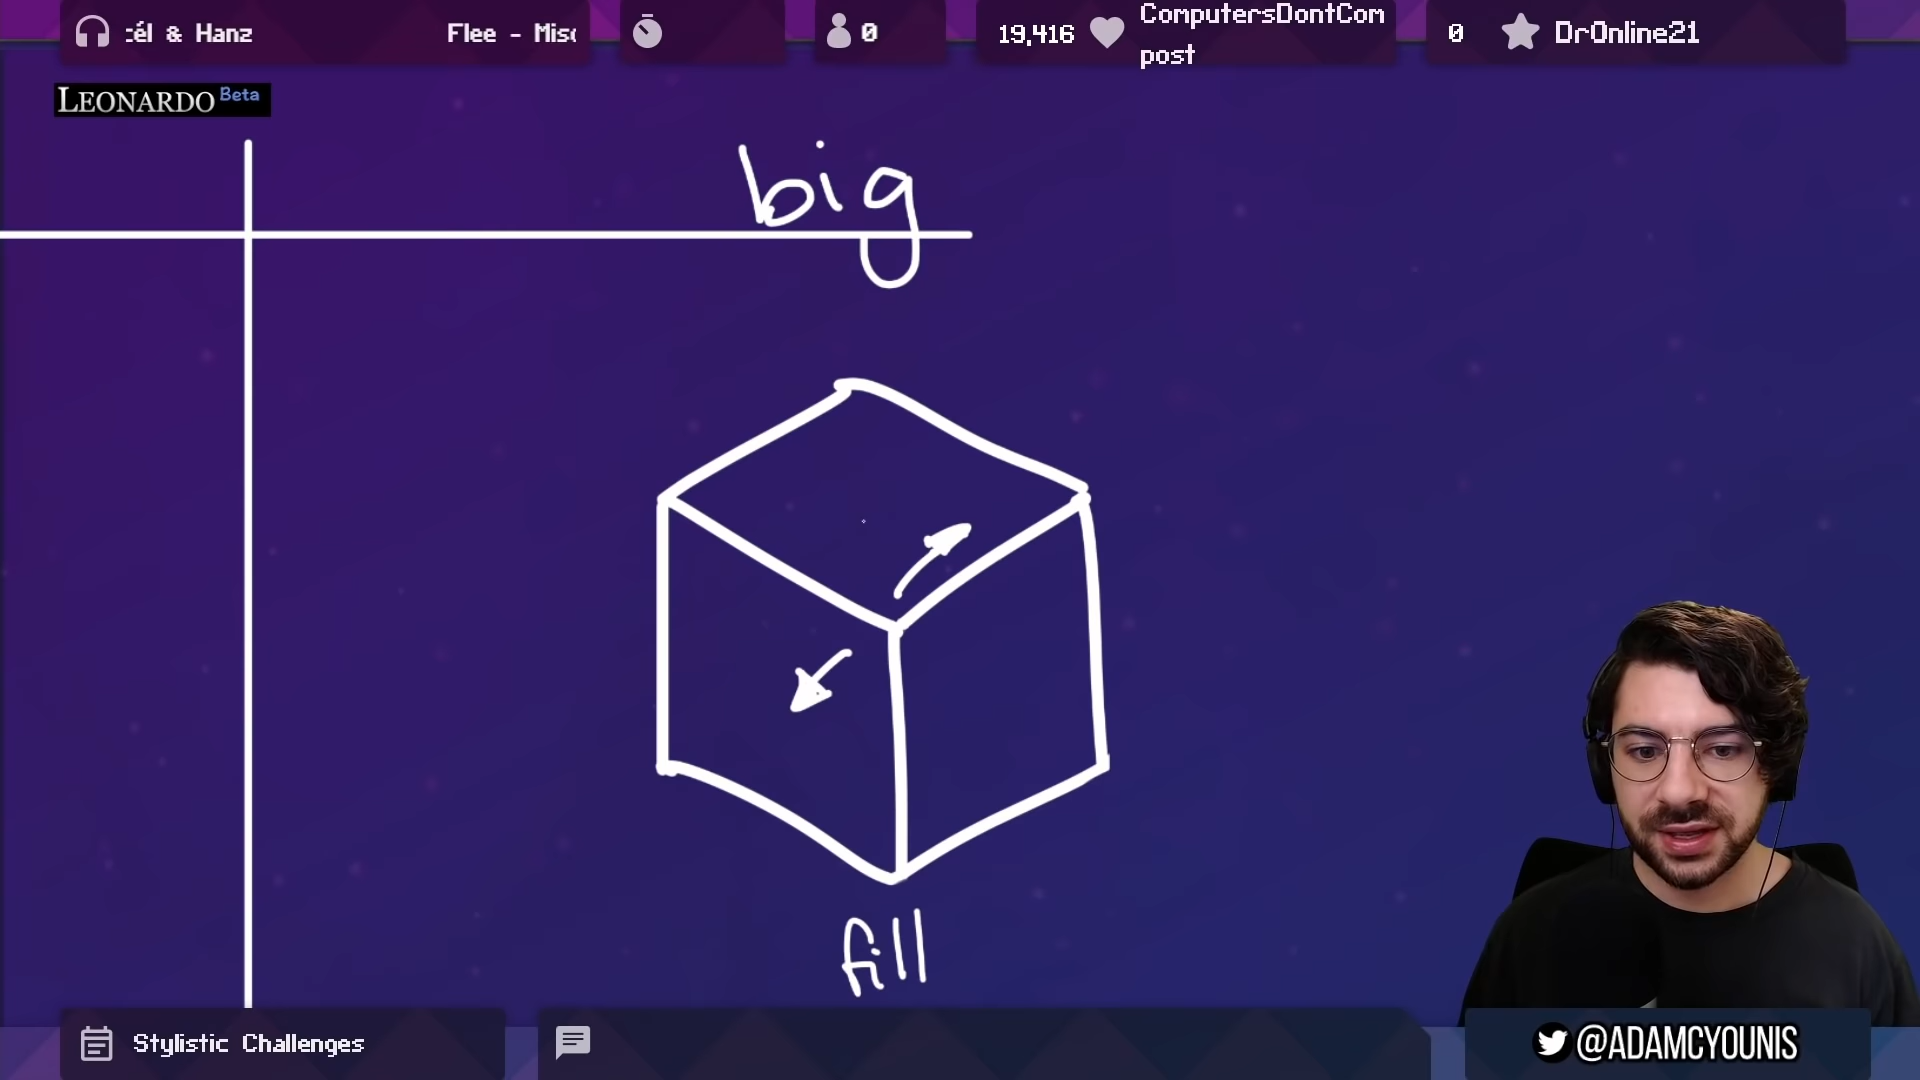 :él & Hanz
Flee - Misc
0
19,416
ComputersDontCom
post
0
DrOnline21
LEONARDO Beta
big
fill
Stylistic Challenges
@ADAMCYOUNIS